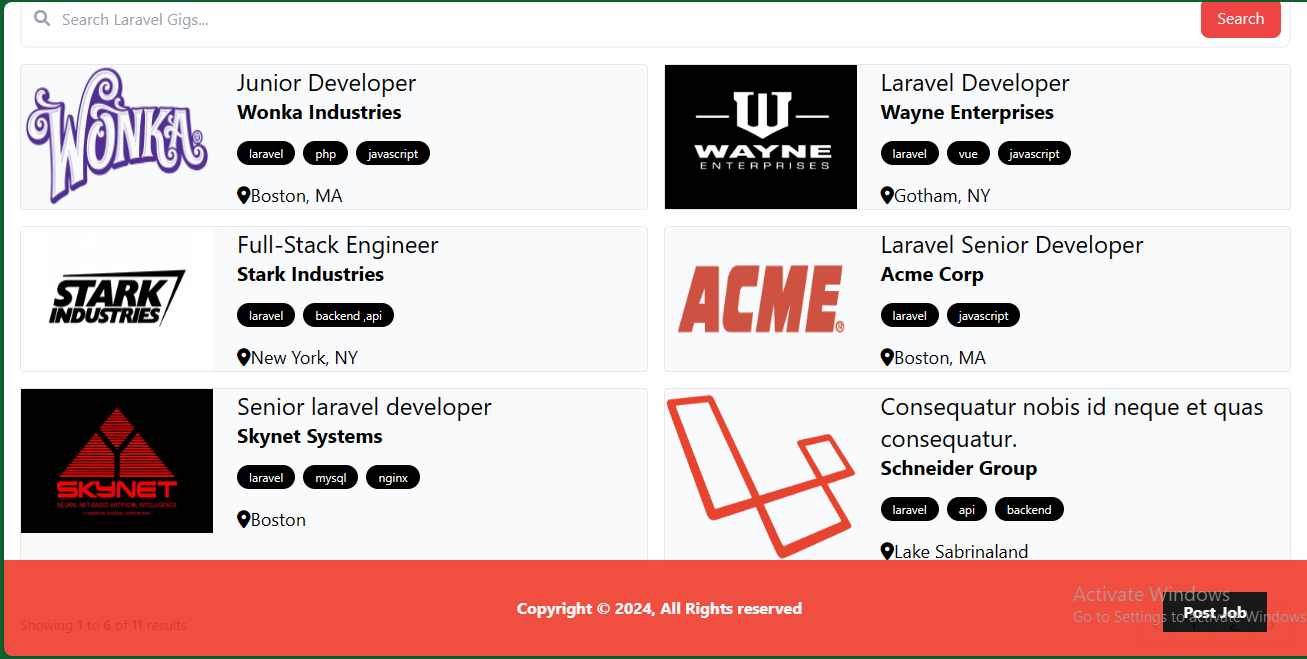 Search Laravel Gigs...
Search
WONKA®
Junior Developer
Wonka Industries
laravel php javascript
Boston, MA
W
WAYNE
ENTERPRISES
Laravel Developer
Wayne Enterprises
laravel vue javascript
Gotham, NY
STARK
INDUSTRIES
Full-Stack Engineer
Stark Industries
laravel backend ,api
New York, NY
ACME®
Laravel Senior Developer
Acme Corp
laravel javascript
Boston, MA
SKYNET
NEURAL NET-BASED ARTIFICIAL INTELLIGENCE
Senior laravel developer
Skynet Systems
laravel mysql nginx
Boston
Consequatur nobis id neque et quas
consequatur.
Schneider Group
laravel api backend
Lake Sabrinaland
Copyright © 2024, All Rights reserved
Post Job
Activate Windows
Go to Settings to activate Windows
Showing 1 to 6 of 11 results